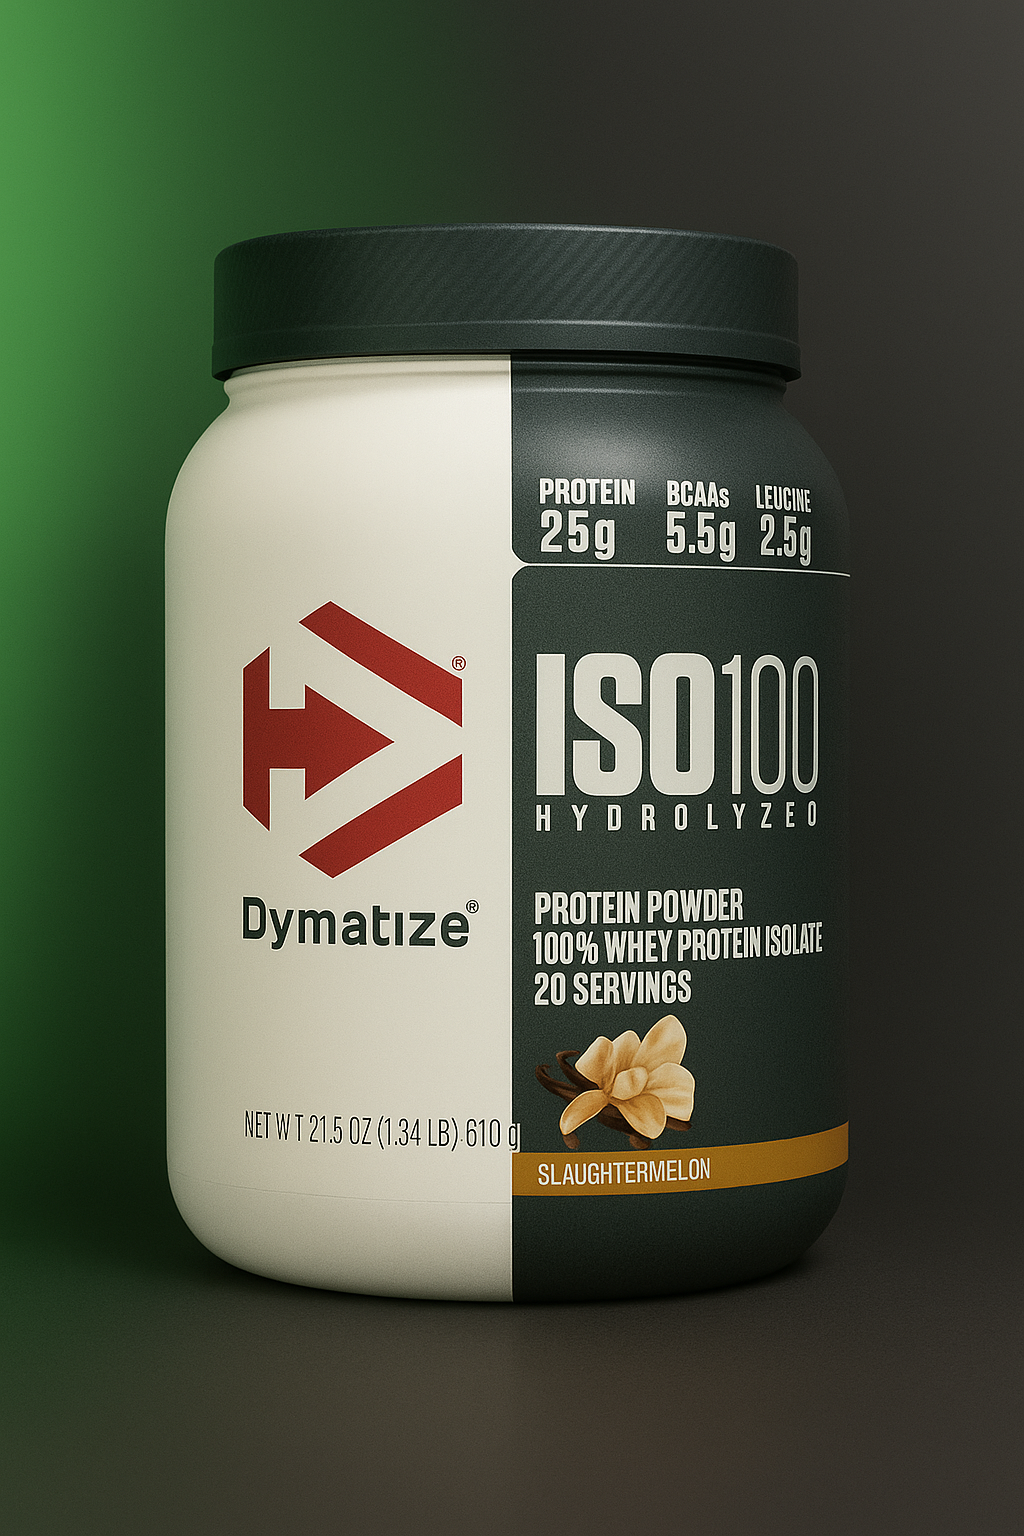 PROTEIN BCAAs LEUCINE
25g 5.5g 2.5g
ISO100
HYDROLYZEO
PROTEIN POWDER
100% WHEY PROTEIN ISOLATE
20 SERVINGS
SLAUGHTERMELON
®
Dymatize®
NET WT 21.5 OZ (1.34 LB)·610 g